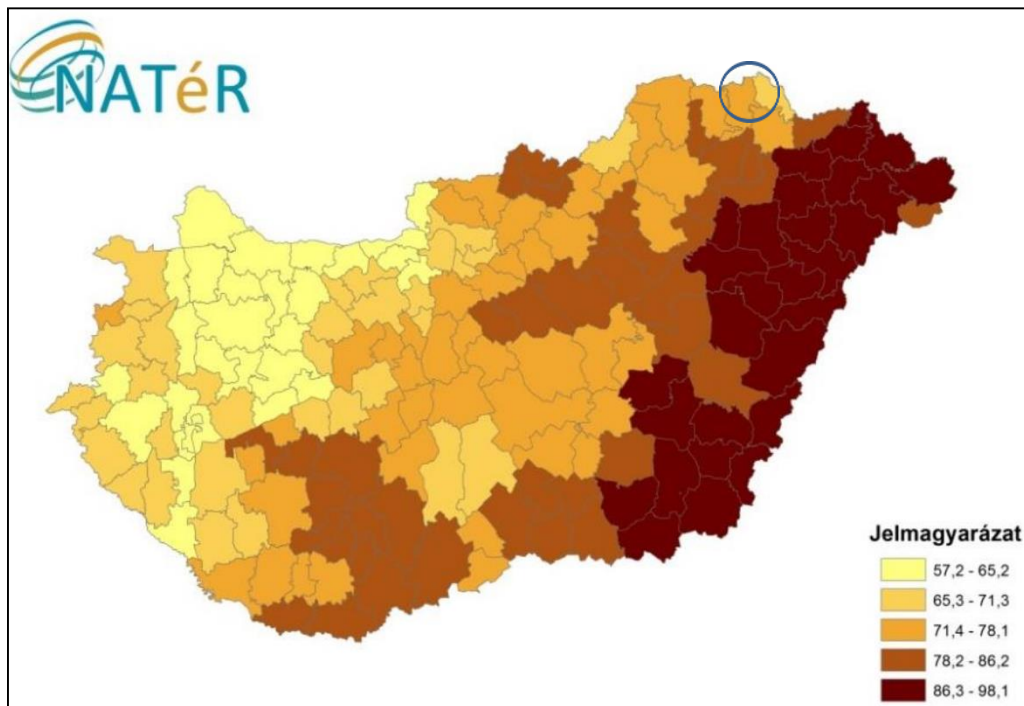 NATéR
Jelmagyarázat
57,2 - 65,2
65,3 - 71,3
71,4 - 78,1
78,2 - 86,2
86,3 - 98,1